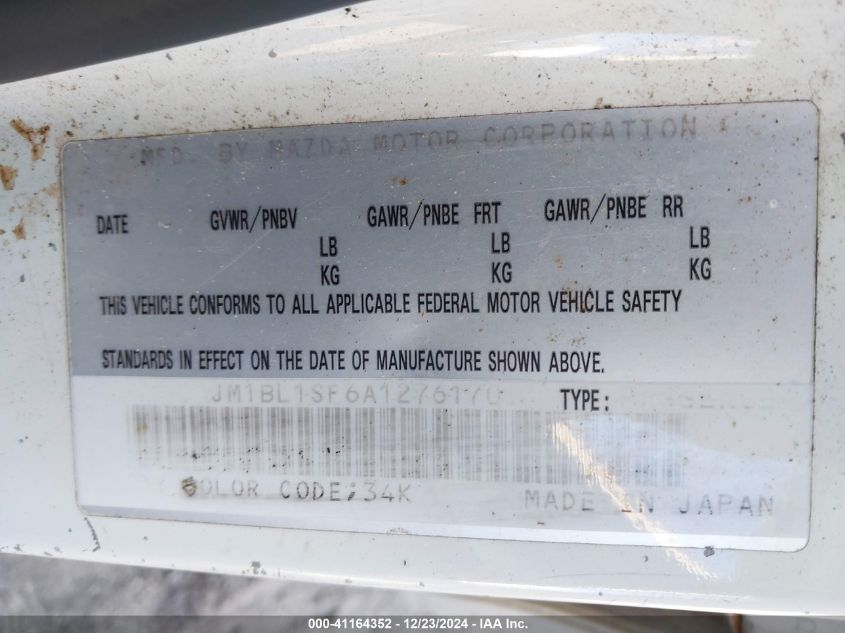 MFD. BY MAZDA MOTOR CORPORATION
DATE GVWR/PNBV GAWR/PNBE FRT GAWR/PNBE RR
LB LB LB
KG KG KG
THIS VEHICLE CONFORMS TO ALL APPLICABLE FEDERAL MOTOR VEHICLE SAFETY
STANDARDS IN EFFECT ON THE DATE OF MANUFACTURE SHOWN ABOVE.
JM1BL1SF6A1276170 TYPE:
COLOR CODE;34K MADE IN JAPAN
000-41164352 - 12/23/2024 - IAA Inc.